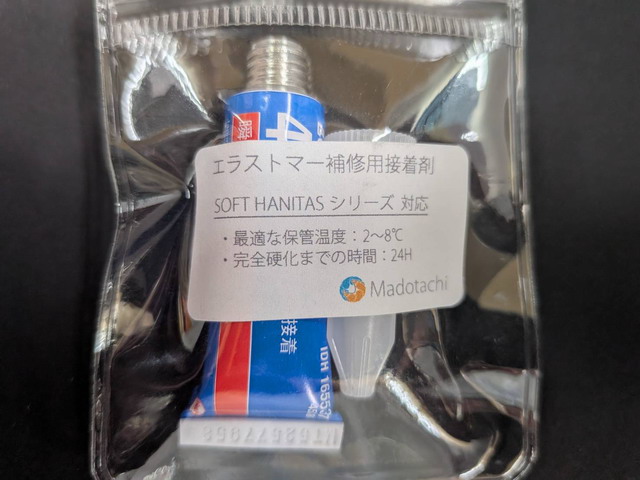 瞬
4
エラストマー補修用接着剤
SOFT HANITAS シリーズ 対応
・最適な保管温度：2～8℃
・完全硬化までの時間：24H
Madotachi
接着